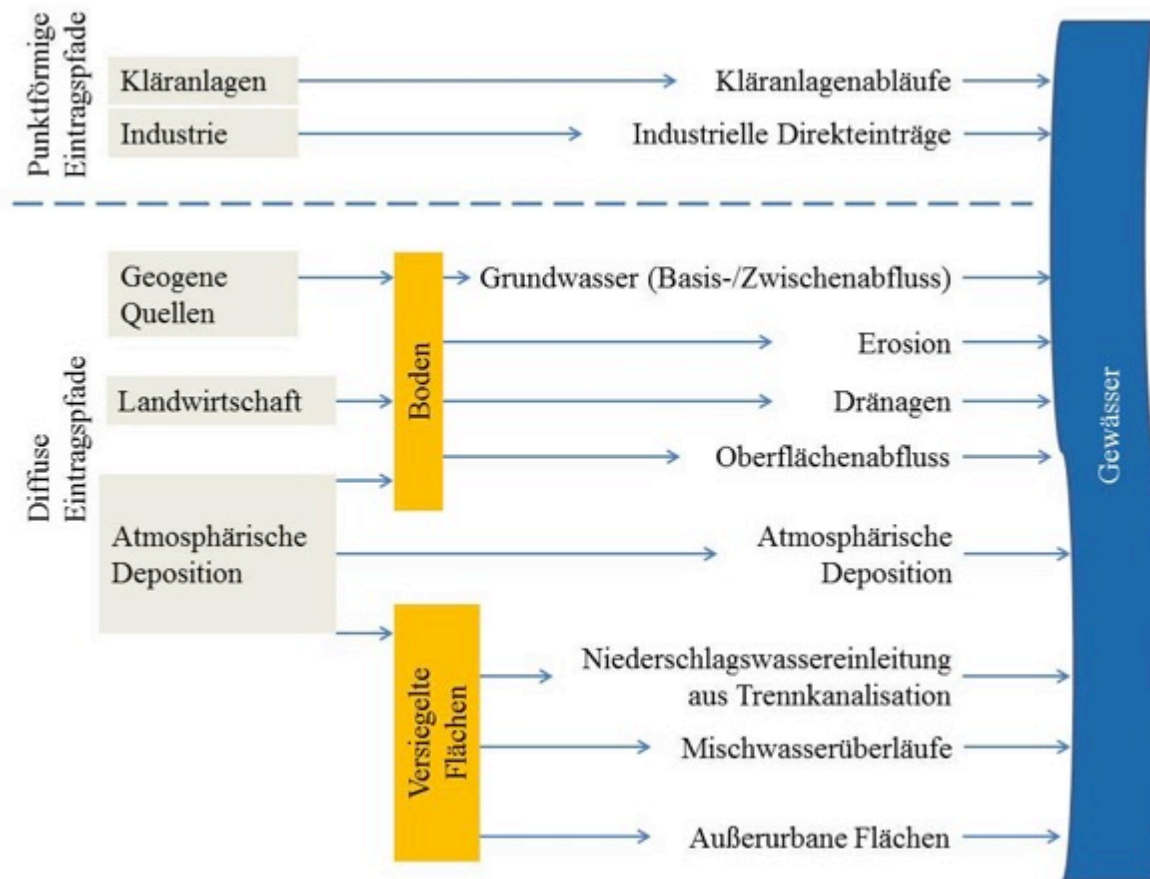 Punktförmige
Eintragspfade
Kläranlagen
Kläranlagenabläufe
Industrie
Industrielle Direkteinträge
Diffuse
Eintragspfade
Geogene
Quellen
Boden
Grundwasser (Basis-/Zwischenabfluss)
Erosion
Landwirtschaft
Dränagen
Oberflächenabfluss
Atmosphärische
Deposition
Atmosphärische
Deposition
Versiegelte
Flächen
Niederschlagswassereinleitung
aus Trennkanalisation
Mischwasserüberläufe
Außerurbane Flächen
Gewässer